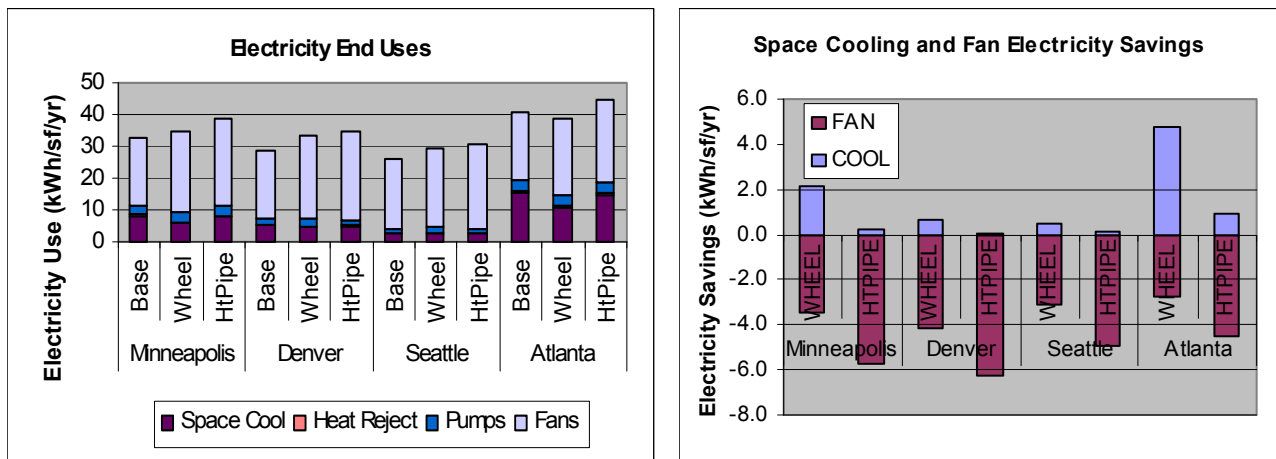 Electricity End Uses
Electricity Use (kWh/sf/yr)
50
40
30
20
10
0
Base
Wheel
HtPipe
Base
Wheel
HtPipe
Base
Wheel
HtPipe
Base
Wheel
HtPipe
Minneapolis Denver Seattle Atlanta
Space Cool Heat Reject Pumps Fans
Space Cooling and Fan Electricity Savings
Electricity Savings (kWh/sf/yr)
6.0
4.0
2.0
0.0
-2.0
-4.0
-6.0
-8.0
FAN
COOL
WHEEL
HTPIPE
WHEEL
HTPIPE
WHEEL
HTPIPE
WHEEL
HTPIPE
Minneapolis Denver Seattle Atlanta